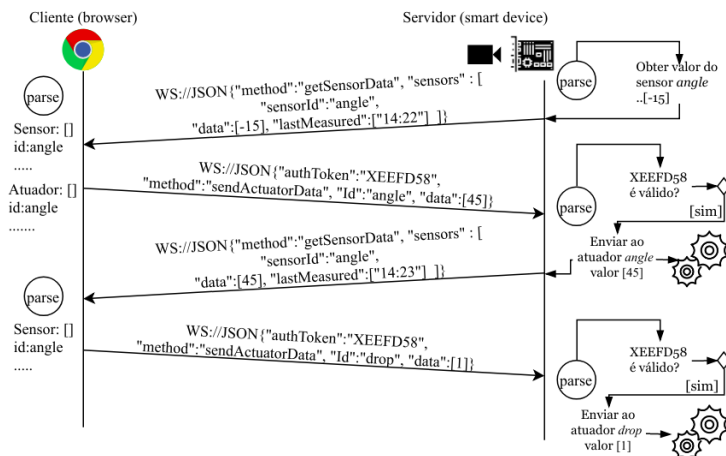 Cliente (browser)
Servidor (smart device)
parse
Obter valor do
sensor angle
..[-15]
parse
WS://JSON{"method":"getSensorData", "sensors" : [
"sensorId":"angle",
"data":[-15], "lastMeasured":["14:22"] ]}
Sensor: []
id:angle
.....
Atuador: []
id:angle
.......
WS://JSON{"authToken":"XEEFD58",
"method":"sendActuatorData", "Id":"angle", "data":[45]}
parse
XEEFD58
é válido?
[sim]
Enviar ao
atuador angle
valor [45]
WS://JSON{"method":"getSensorData", "sensors" : [
"sensorId":"angle",
"data":[45], "lastMeasured":["14:23"] ]}
parse
Sensor: []
id:angle
.....
WS://JSON{"authToken":"XEEFD58",
"method":"sendActuatorData", "Id":"drop", "data":[1]}
parse
XEEFD58
é válido?
[sim]
Enviar ao
atuador drop
valor [1]